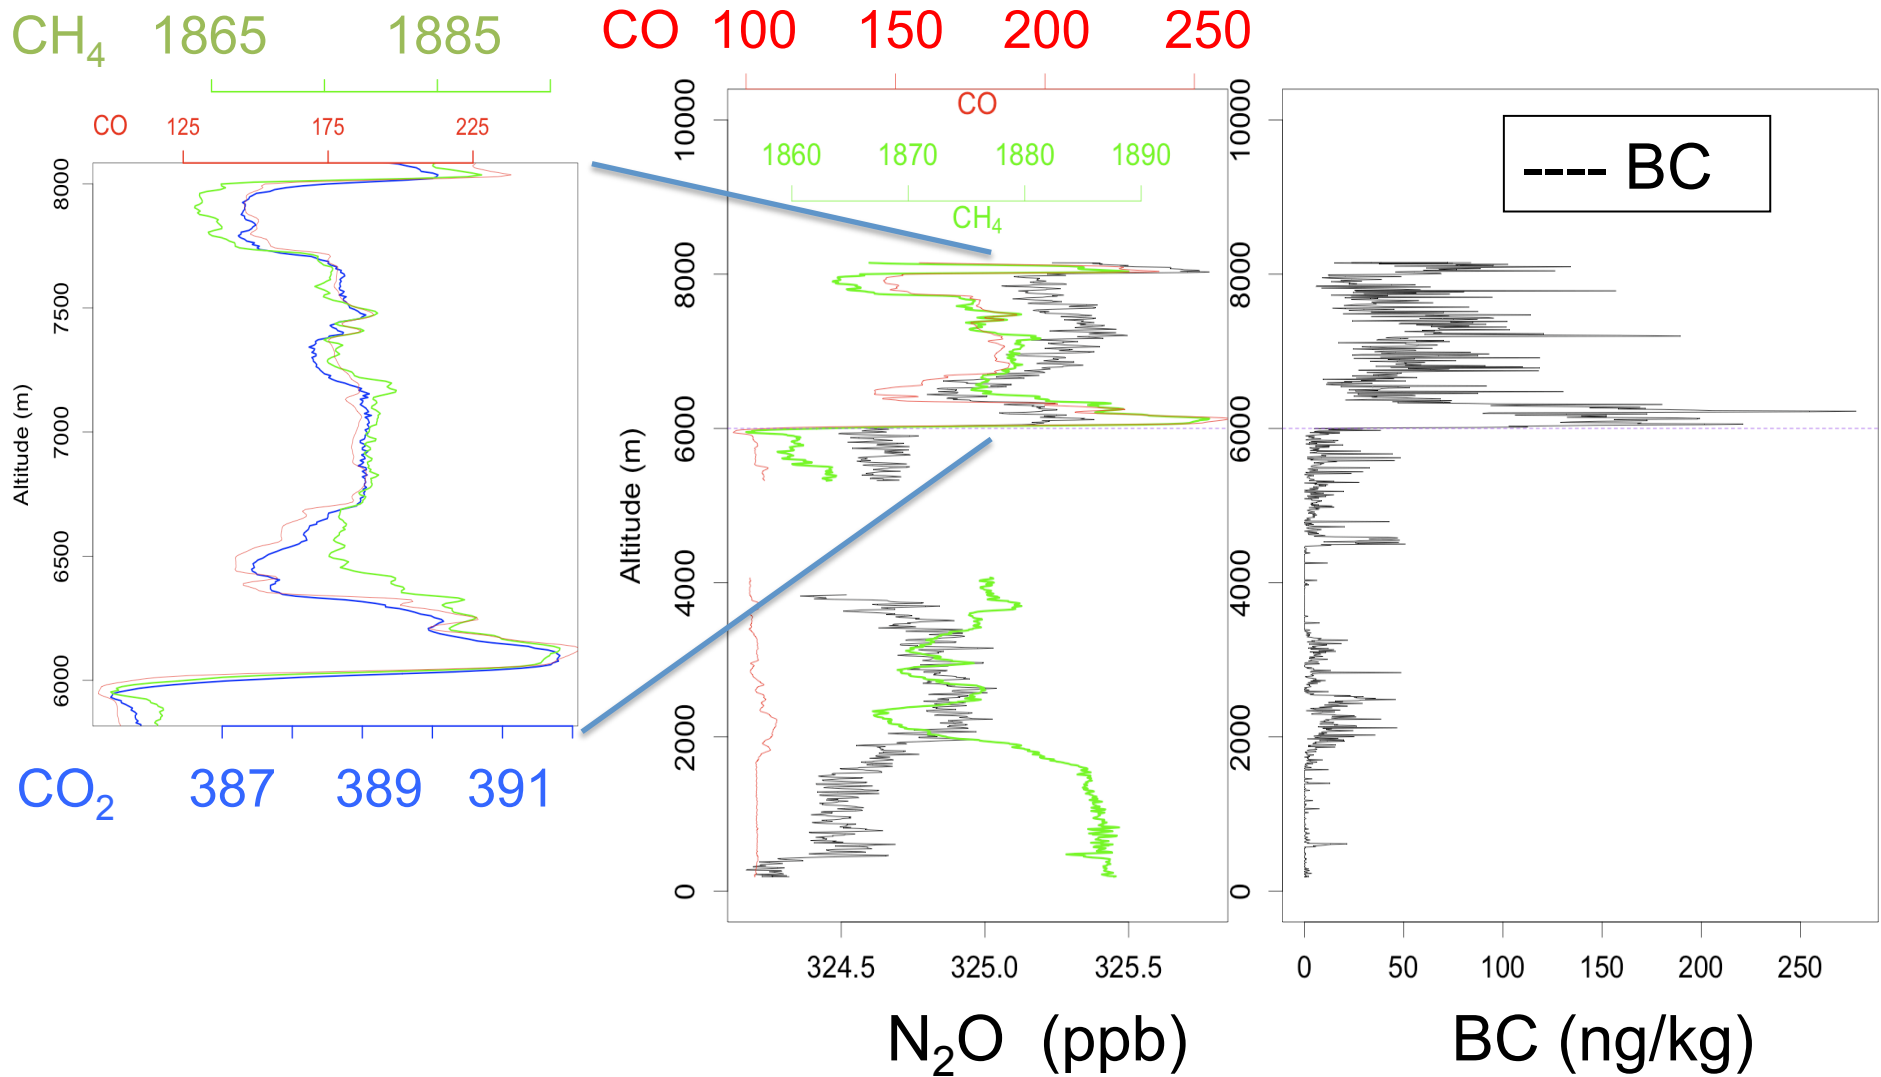 CH4 1865 1885
CO 125 175 225
8000
7500
7000
6500
6000
Altitude (m)
CO2 387 389 391
CO 100 150 200 250
CO
1860 1870 1880 1890
CH4
10000
8000
6000
4000
2000
0
Altitude (m)
324.5 325.0 325.5
N2O (ppb)
BC
10000
8000
6000
4000
2000
0
0 50 100 150 200 250
BC (ng/kg)